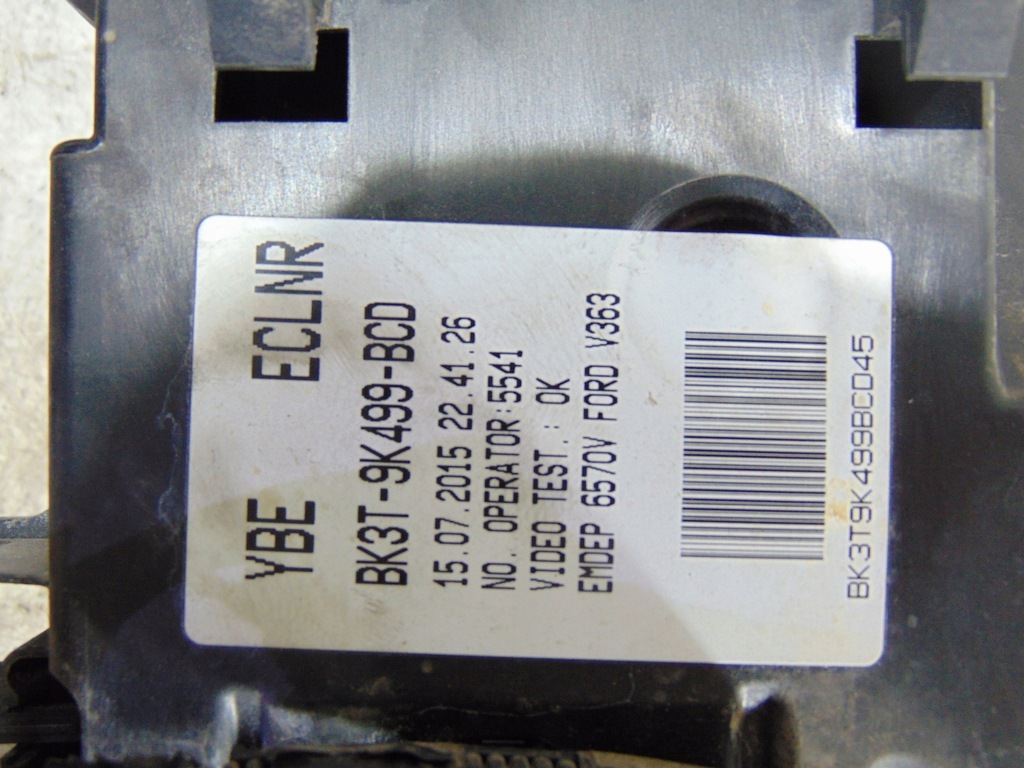 YBE ECLNR
BK3T-9K499-BCD
15.07.2015 22.41.26
NO. OPERATOR:5541
VIDEO TEST.: OK
EMDEP 6570V FORD V363
BK3T9K499BCD45